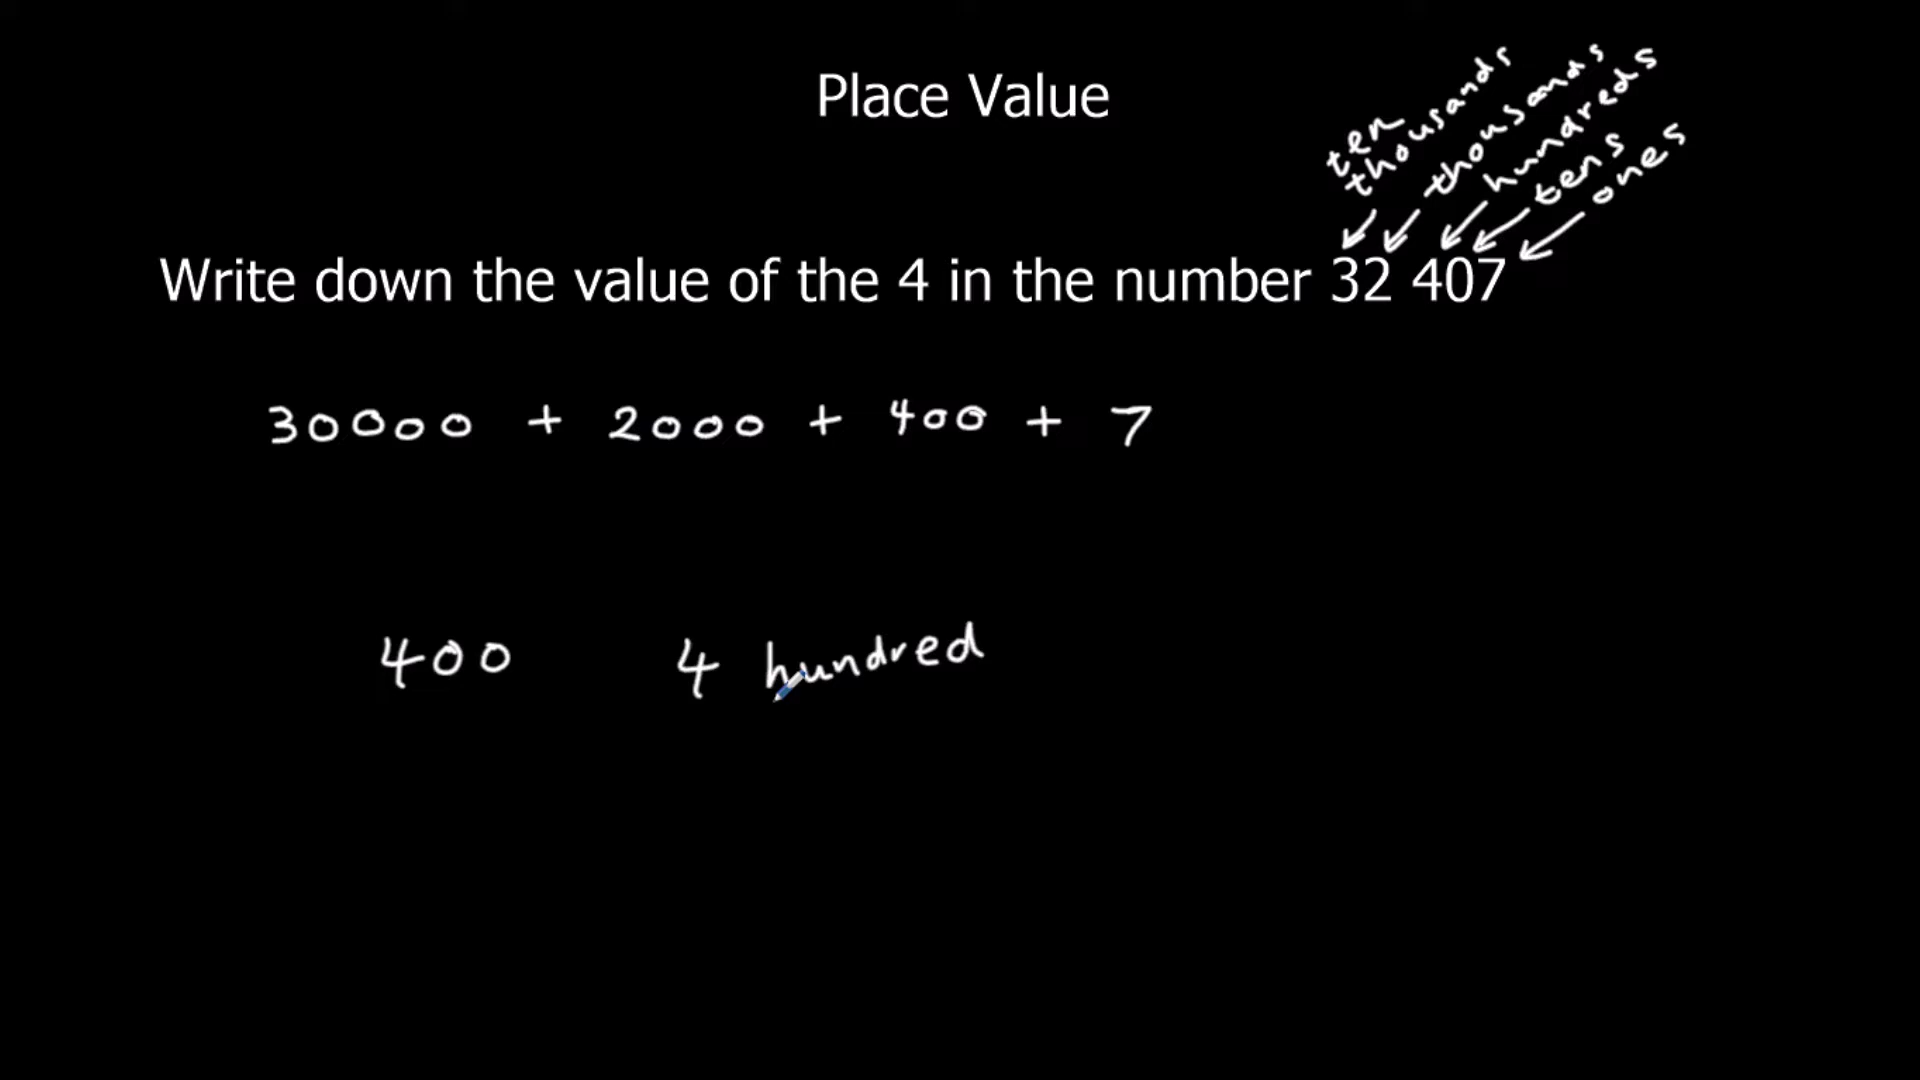 Place Value
ten
thousands
thousands
hundreds
tens
ones
Write down the value of the 4 in the number 32 407
30000 + 2000 + 400 + 7
400 4 hundred